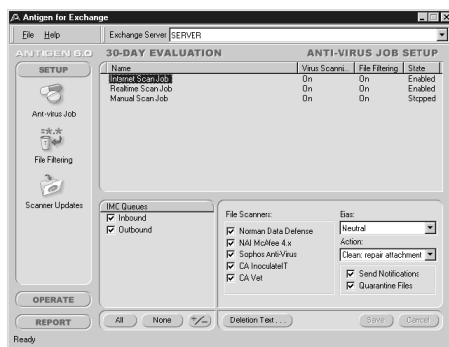 Antigen for Exchange
File Help
Exchange Server SERVER
ANTIGEN 6.0
30-DAY EVALUATION
ANTI-VIRUS JOB SETUP
SETUP
Ant-virus Job
File Filtering
Scanner Updates
OPERATE
REPORT
Name Virus Scanni... File Filtering State
Internet Scan Job On On Enabled
Realtime Scan Job On On Enabled
Manual Scan Job On On Stopped
IMC Queues
Inbound
Outbound
File Scanners:
Norman Data Defense
NAI McAfee 4.x
Sophos Anti-Virus
CA InoculateIT
CA Vet
Bias:
Neutral
Action:
Clean: repair attachment
Send Notifications
Quarantine Files
All None +/-
Deletion Text...
Save Cancel
Ready